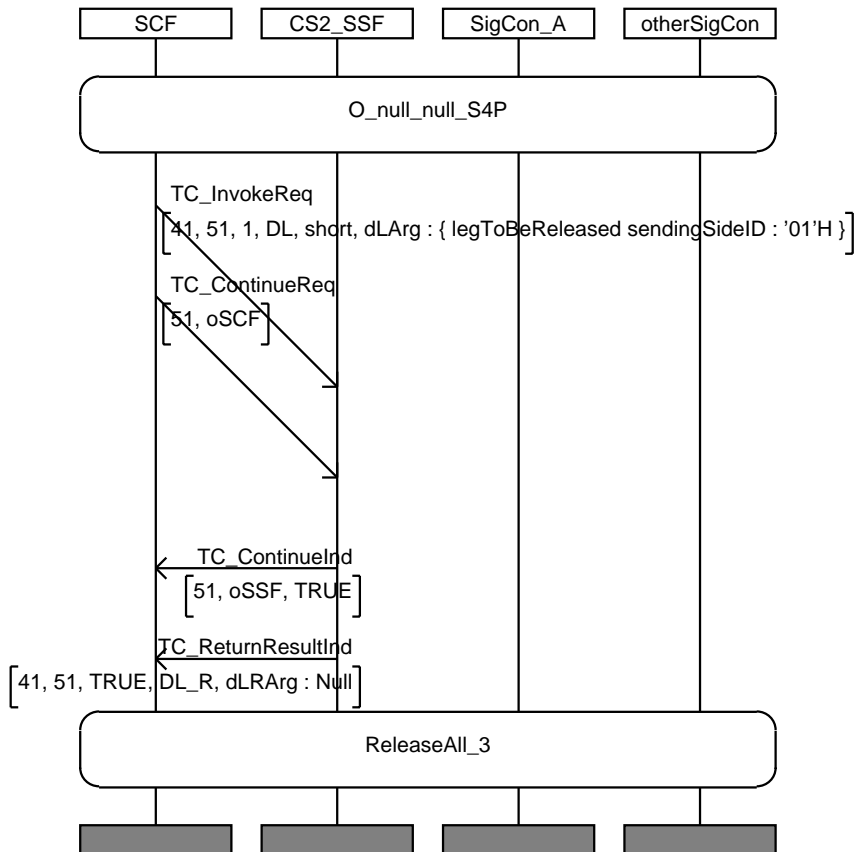 SCF
CS2_SSF
SigCon_A
otherSigCon
O_null_null_S4P
TC_InvokeReq
41, 51, 1, DL, short, dLArg : { legToBeReleased sendingSideID : '01'H }
TC_ContinueReq
51, oSCF
TC_ContinueInd
51, oSSF, TRUE
TC_ReturnResultInd
41, 51, TRUE, DL_R, dLRArg : Null
ReleaseAll_3